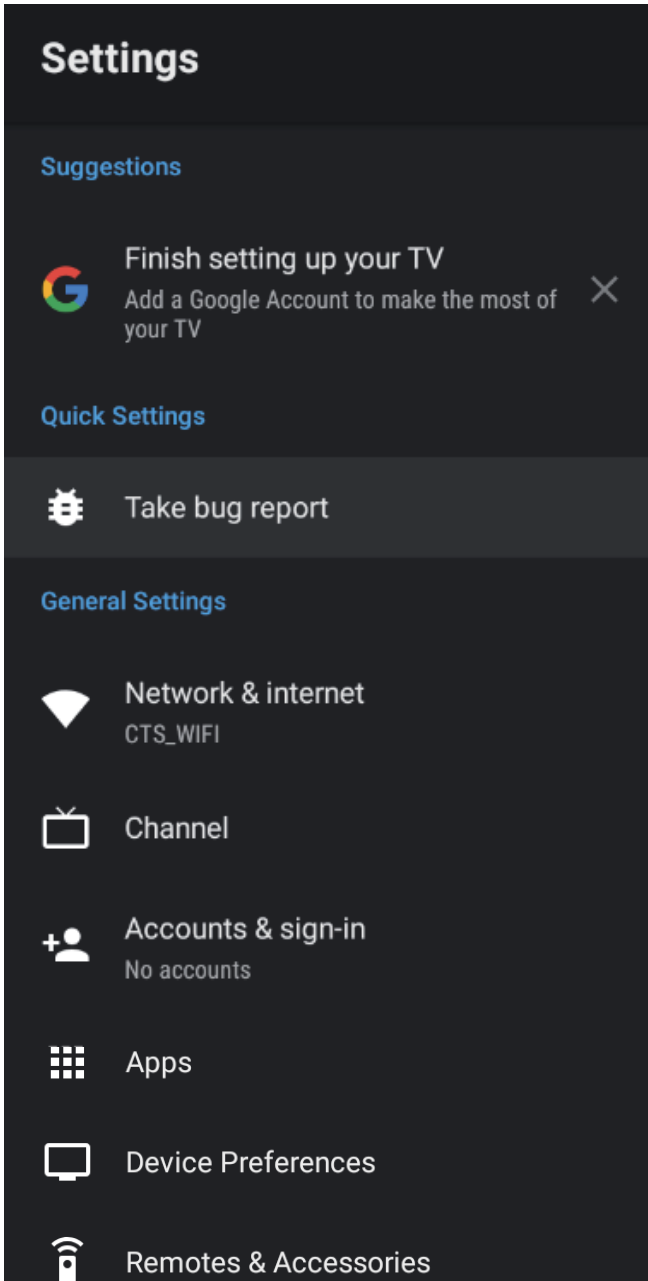 Settings
Suggestions
Finish setting up your TV
Add a Google Account to make the most of
your TV
Quick Settings
Take bug report
General Settings
Network & internet
CTS_WIFI
Channel
Accounts & sign-in
No accounts
Apps
Device Preferences
Remotes & Accessories